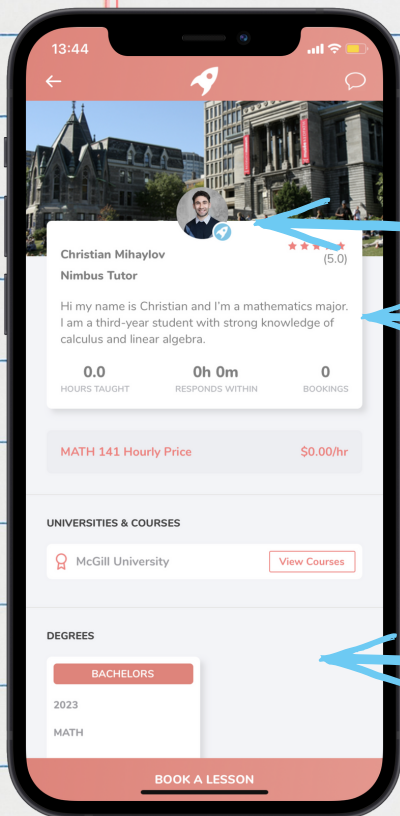 13:44
Christian Mihaylov
(5.0)
Nimbus Tutor
Hi my name is Christian and I'm a mathematics major.
I am a third-year student with strong knowledge of
calculus and linear algebra.
0.0 0h 0m 0
HOURS TAUGHT RESPONDS WITHIN BOOKINGS
MATH 141 Hourly Price $0.00/hr
UNIVERSITIES & COURSES
McGill University View Courses
DEGREES
BACHELORS
2023
MATH
BOOK A LESSON